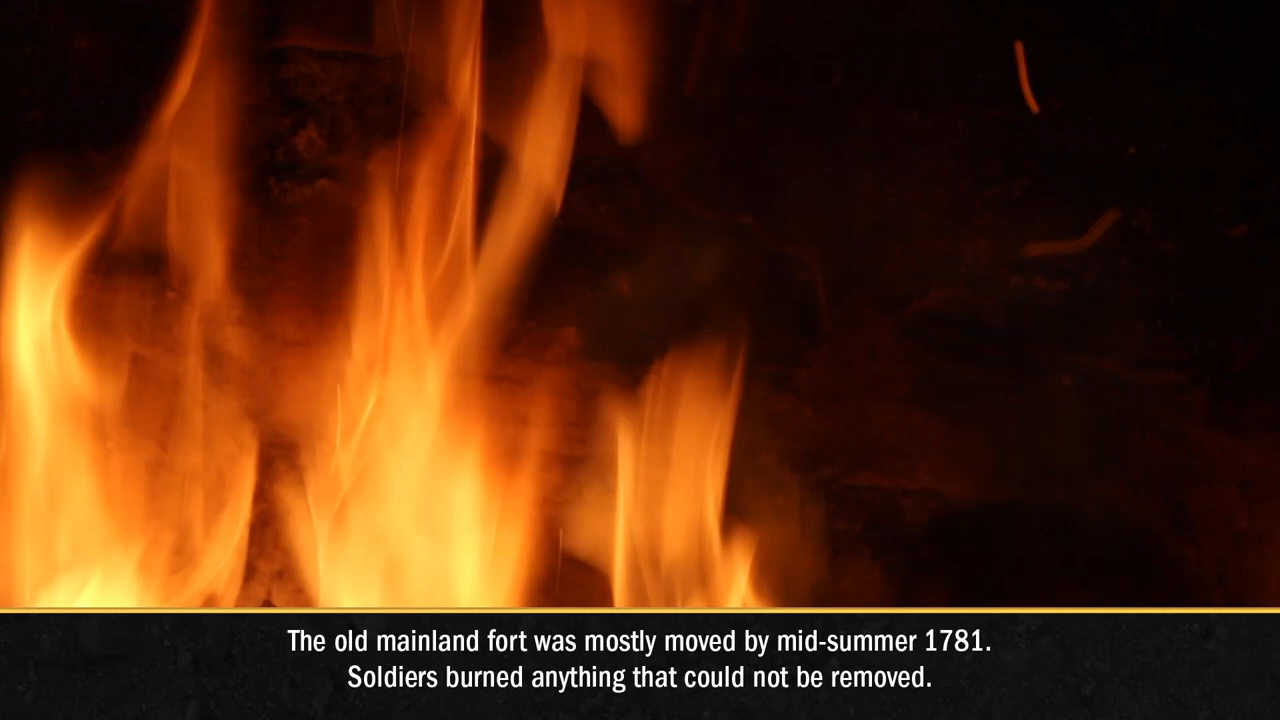 The old mainland fort was mostly moved by mid-summer 1781.
Soldiers burned anything that could not be removed.